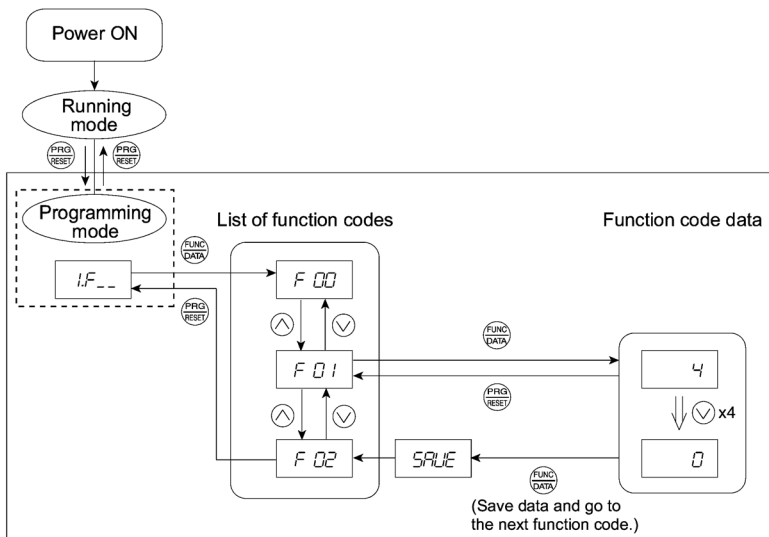 Power ON
Running
mode
PRG
RESET
PRG
RESET
Programming
mode
List of function codes
Function code data
FUNC
DATA
1.F_ _
F 00
PRG
RESET
FUNC
DATA
F 01
4
PRG
RESET
x4
F 02
SAVE
0
FUNC
DATA
(Save data and go to
the next function code.)